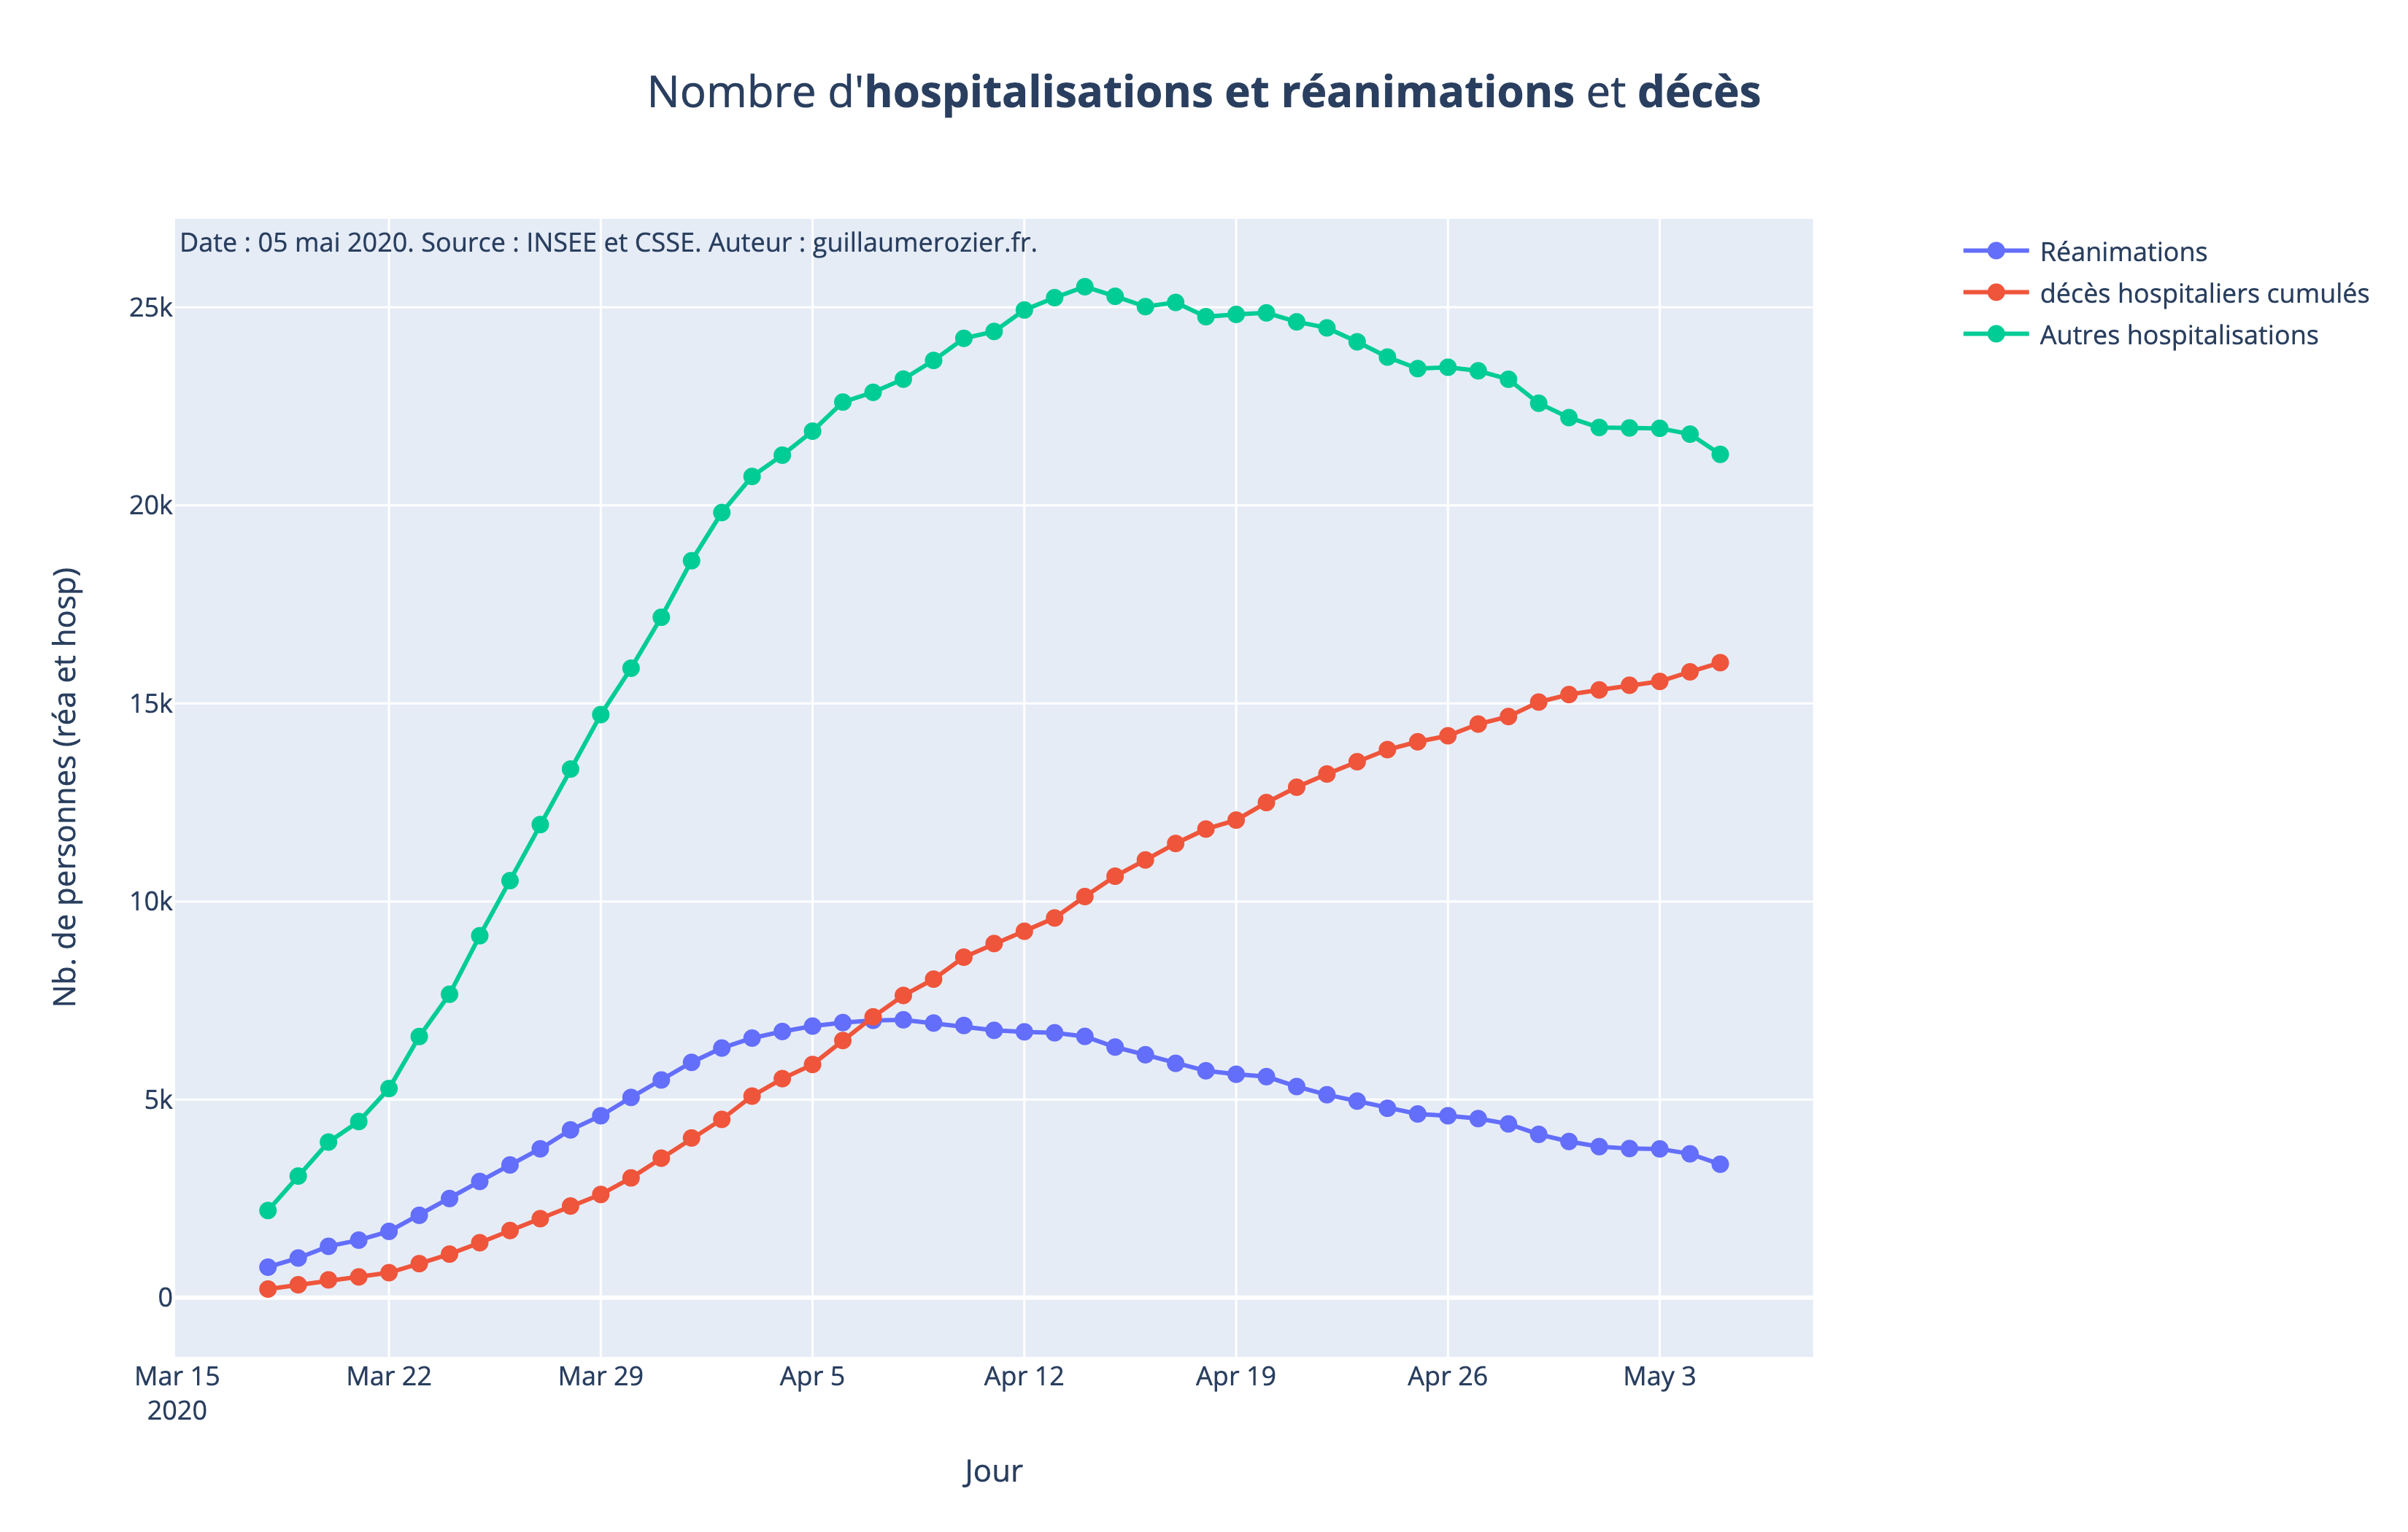 Nombre d'hospitalisations et réanimations et décès
Date : 05 mai 2020. Source : INSEE et CSSE. Auteur : guillaumerozier.fr.
Réanimations
décès hospitaliers cumulés
Autres hospitalisations
25k
20k
15k
10k
5k
0
Nb. de personnes (réa et hosp)
Mar 15 Mar 22 Mar 29 Apr 5 Apr 12 Apr 19 Apr 26 May 3
2020
Jour